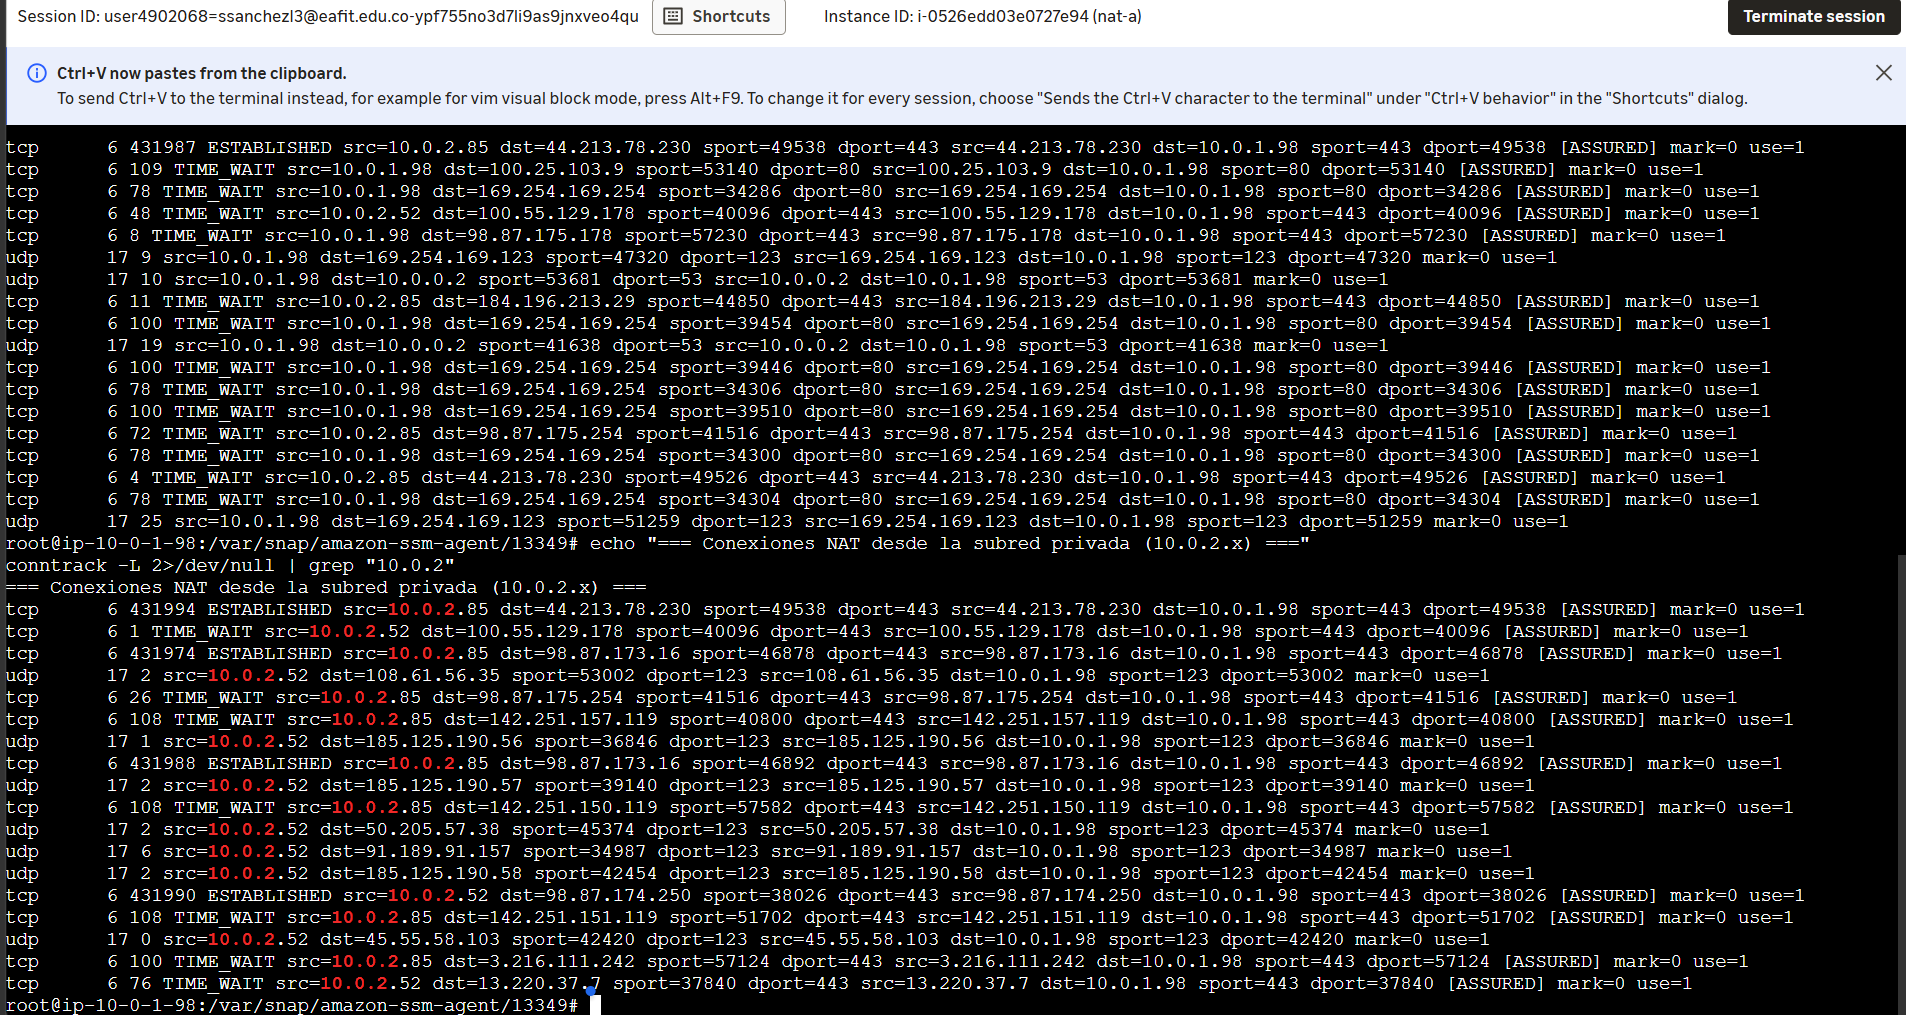 Session ID: user4902068=ssanchezl3@eafit.edu.co-ypf755no3d7li9as9jnxveo4qu Shortcuts Instance ID: i-0526edd03e0727e94 (nat-a) Terminate session
Ctrl+V now pastes from the clipboard.
To send Ctrl+V to the terminal instead, for example for vim visual block mode, press Alt+F9. To change it for every session, choose "Sends the Ctrl+V character to the terminal" under "Ctrl+V behavior" in the "Shortcuts" dialog.
tcp 6 431987 ESTABLISHED src=10.0.2.85 dst=44.213.78.230 sport=49538 dport=443 src=44.213.78.230 dst=10.0.1.98 sport=443 dport=49538 [ASSURED] mark=0 use=1
tcp 6 109 TIME_WAIT src=10.0.1.98 dst=100.25.103.9 sport=53140 dport=80 src=100.25.103.9 dst=10.0.1.98 sport=80 dport=53140 [ASSURED] mark=0 use=1
tcp 6 78 TIME_WAIT src=10.0.1.98 dst=169.254.169.254 sport=34286 dport=80 src=169.254.169.254 dst=10.0.1.98 sport=80 dport=34286 [ASSURED] mark=0 use=1
tcp 6 48 TIME_WAIT src=10.0.2.52 dst=100.55.129.178 sport=40096 dport=443 src=100.55.129.178 dst=10.0.1.98 sport=443 dport=40096 [ASSURED] mark=0 use=1
tcp 6 8 TIME_WAIT src=10.0.1.98 dst=98.87.175.178 sport=57230 dport=443 src=98.87.175.178 dst=10.0.1.98 sport=443 dport=57230 [ASSURED] mark=0 use=1
udp 17 9 src=10.0.1.98 dst=169.254.169.123 sport=47320 dport=123 src=169.254.169.123 dst=10.0.1.98 sport=123 dport=47320 mark=0 use=1
udp 17 10 src=10.0.1.98 dst=10.0.0.2 sport=53681 dport=53 src=10.0.0.2 dst=10.0.1.98 sport=53 dport=53681 mark=0 use=1
tcp 6 11 TIME_WAIT src=10.0.2.85 dst=184.196.213.29 sport=44850 dport=443 src=184.196.213.29 dst=10.0.1.98 sport=443 dport=44850 [ASSURED] mark=0 use=1
tcp 6 100 TIME_WAIT src=10.0.1.98 dst=169.254.169.254 sport=39454 dport=80 src=169.254.169.254 dst=10.0.1.98 sport=80 dport=39454 [ASSURED] mark=0 use=1
udp 17 19 src=10.0.1.98 dst=10.0.0.2 sport=41638 dport=53 src=10.0.0.2 dst=10.0.1.98 sport=53 dport=41638 mark=0 use=1
tcp 6 100 TIME_WAIT src=10.0.1.98 dst=169.254.169.254 sport=39446 dport=80 src=169.254.169.254 dst=10.0.1.98 sport=80 dport=39446 [ASSURED] mark=0 use=1
tcp 6 78 TIME_WAIT src=10.0.1.98 dst=169.254.169.254 sport=34306 dport=80 src=169.254.169.254 dst=10.0.1.98 sport=80 dport=34306 [ASSURED] mark=0 use=1
tcp 6 100 TIME_WAIT src=10.0.1.98 dst=169.254.169.254 sport=39510 dport=80 src=169.254.169.254 dst=10.0.1.98 sport=80 dport=39510 [ASSURED] mark=0 use=1
tcp 6 72 TIME_WAIT src=10.0.2.85 dst=98.87.175.254 sport=41516 dport=443 src=98.87.175.254 dst=10.0.1.98 sport=443 dport=41516 [ASSURED] mark=0 use=1
tcp 6 78 TIME_WAIT src=10.0.1.98 dst=169.254.169.254 sport=34300 dport=80 src=169.254.169.254 dst=10.0.1.98 sport=80 dport=34300 [ASSURED] mark=0 use=1
tcp 6 4 TIME_WAIT src=10.0.2.85 dst=44.213.78.230 sport=49526 dport=443 src=44.213.78.230 dst=10.0.1.98 sport=443 dport=49526 [ASSURED] mark=0 use=1
tcp 6 78 TIME_WAIT src=10.0.1.98 dst=169.254.169.254 sport=34304 dport=80 src=169.254.169.254 dst=10.0.1.98 sport=80 dport=34304 [ASSURED] mark=0 use=1
udp 17 25 src=10.0.1.98 dst=169.254.169.123 sport=51259 dport=123 src=169.254.169.123 dst=10.0.1.98 sport=123 dport=51259 mark=0 use=1
root@ip-10-0-1-98:/var/snap/amazon-ssm-agent/13349# echo "=== Conexiones NAT desde la subred privada (10.0.2.x) ==="
conntrack -L 2>/dev/null | grep "10.0.2"
=== Conexiones NAT desde la subred privada (10.0.2.x) ===
tcp 6 431994 ESTABLISHED src=10.0.2.85 dst=44.213.78.230 sport=49538 dport=443 src=44.213.78.230 dst=10.0.1.98 sport=443 dport=49538 [ASSURED] mark=0 use=1
tcp 6 1 TIME_WAIT src=10.0.2.52 dst=100.55.129.178 sport=40096 dport=443 src=100.55.129.178 dst=10.0.1.98 sport=443 dport=40096 [ASSURED] mark=0 use=1
tcp 6 431974 ESTABLISHED src=10.0.2.85 dst=98.87.173.16 sport=46878 dport=443 src=98.87.173.16 dst=10.0.1.98 sport=443 dport=46878 [ASSURED] mark=0 use=1
udp 17 2 src=10.0.2.52 dst=108.61.56.35 sport=53002 dport=123 src=108.61.56.35 dst=10.0.1.98 sport=123 dport=53002 mark=0 use=1
tcp 6 26 TIME_WAIT src=10.0.2.85 dst=98.87.175.254 sport=41516 dport=443 src=98.87.175.254 dst=10.0.1.98 sport=443 dport=41516 [ASSURED] mark=0 use=1
tcp 6 108 TIME_WAIT src=10.0.2.85 dst=142.251.157.119 sport=40800 dport=443 src=142.251.157.119 dst=10.0.1.98 sport=443 dport=40800 [ASSURED] mark=0 use=1
udp 17 1 src=10.0.2.52 dst=185.125.190.56 sport=36846 dport=123 src=185.125.190.56 dst=10.0.1.98 sport=123 dport=36846 mark=0 use=1
tcp 6 431988 ESTABLISHED src=10.0.2.85 dst=98.87.173.16 sport=46892 dport=443 src=98.87.173.16 dst=10.0.1.98 sport=443 dport=46892 [ASSURED] mark=0 use=1
udp 17 2 src=10.0.2.52 dst=185.125.190.57 sport=39140 dport=123 src=185.125.190.57 dst=10.0.1.98 sport=123 dport=39140 mark=0 use=1
tcp 6 108 TIME_WAIT src=10.0.2.85 dst=142.251.150.119 sport=57582 dport=443 src=142.251.150.119 dst=10.0.1.98 sport=443 dport=57582 [ASSURED] mark=0 use=1
udp 17 2 src=10.0.2.52 dst=50.205.57.38 sport=45374 dport=123 src=50.205.57.38 dst=10.0.1.98 sport=123 dport=45374 mark=0 use=1
udp 17 6 src=10.0.2.52 dst=91.189.91.157 sport=34987 dport=123 src=91.189.91.157 dst=10.0.1.98 sport=123 dport=34987 mark=0 use=1
udp 17 2 src=10.0.2.52 dst=185.125.190.58 sport=42454 dport=123 src=185.125.190.58 dst=10.0.1.98 sport=123 dport=42454 mark=0 use=1
tcp 6 431990 ESTABLISHED src=10.0.2.52 dst=98.87.174.250 sport=38026 dport=443 src=98.87.174.250 dst=10.0.1.98 sport=443 dport=38026 [ASSURED] mark=0 use=1
tcp 6 108 TIME_WAIT src=10.0.2.85 dst=142.251.151.119 sport=51702 dport=443 src=142.251.151.119 dst=10.0.1.98 sport=443 dport=51702 [ASSURED] mark=0 use=1
udp 17 0 src=10.0.2.52 dst=45.55.58.103 sport=42420 dport=123 src=45.55.58.103 dst=10.0.1.98 sport=123 dport=42420 mark=0 use=1
tcp 6 100 TIME_WAIT src=10.0.2.85 dst=3.216.111.242 sport=57124 dport=443 src=3.216.111.242 dst=10.0.1.98 sport=443 dport=57124 [ASSURED] mark=0 use=1
tcp 6 76 TIME_WAIT src=10.0.2.52 dst=13.220.37.7 sport=37840 dport=443 src=13.220.37.7 dst=10.0.1.98 sport=443 dport=37840 [ASSURED] mark=0 use=1
root@ip-10-0-1-98:/var/snap/amazon-ssm-agent/13349#